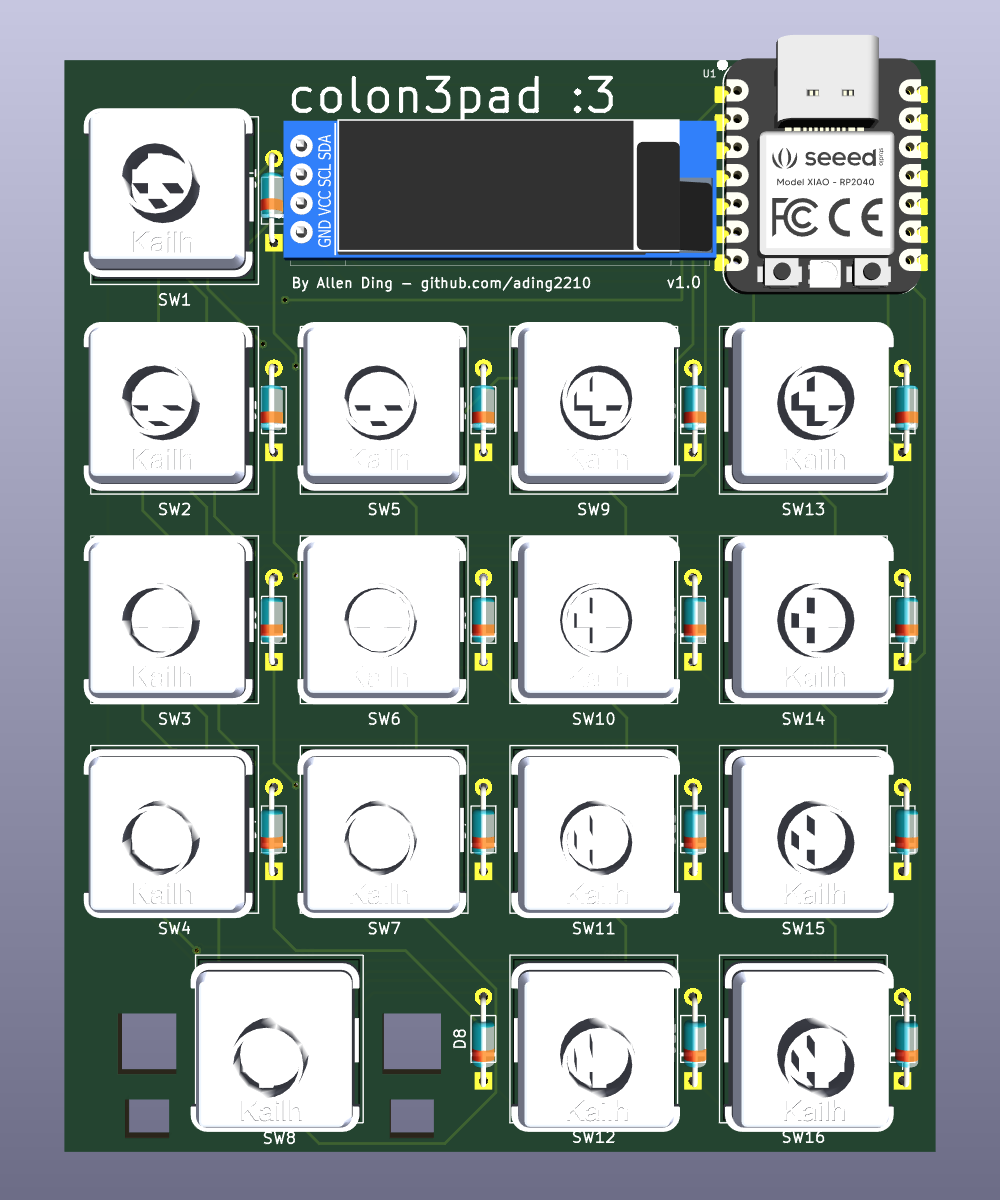 colon3pad :3
U1
GND VCC SCL SDA
seeed
studio
Model XIAO - RP2040
FC CE
By Allen Ding – github.com/ading2210
v1.0
Kailh
SW1
Kailh
Kailh
Kailh
Kailh
SW2
SW5
SW9
SW13
Kailh
Kailh
Kailh
Kailh
SW3
SW6
SW10
SW14
Kailh
Kailh
Kailh
Kailh
SW4
SW7
SW11
SW15
D8
Kailh
Kailh
Kailh
SW8
SW12
SW16